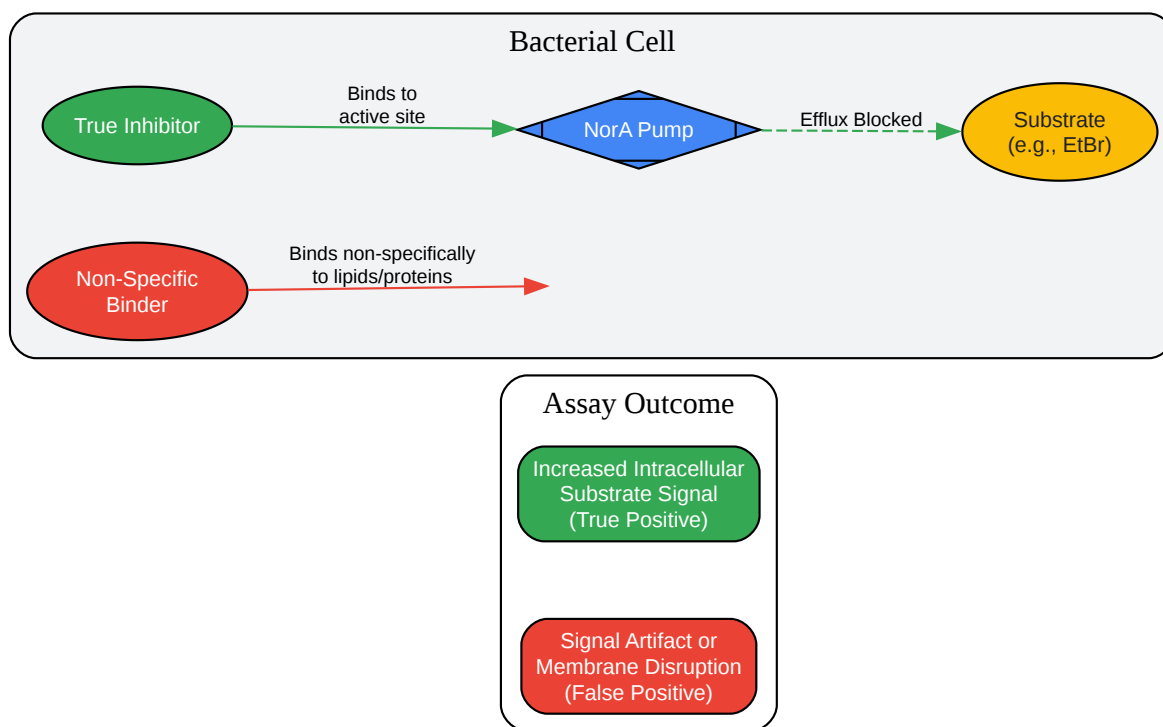 Bacterial Cell
True Inhibitor
Binds to
active site
NorA Pump
Efflux Blocked
Substrate
(e.g., EtBr)
Non-Specific
Binder
Binds non-specifically
to lipids/proteins
Assay Outcome
Increased Intracellular
Substrate Signal
(True Positive)
Signal Artifact or
Membrane Disruption
(False Positive)